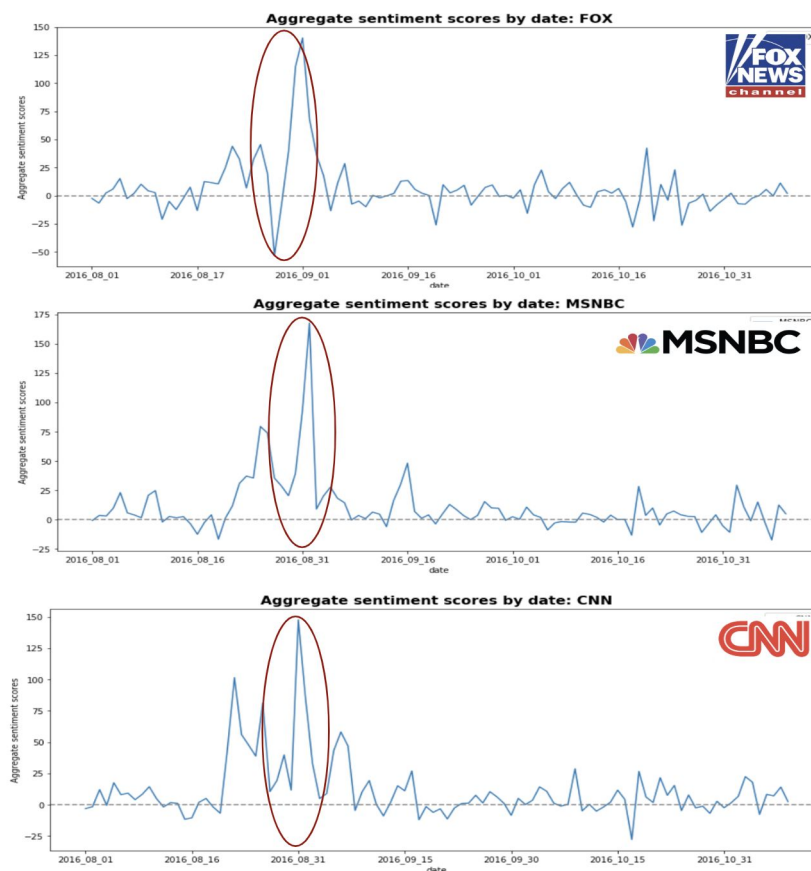 Aggregate sentiment scores by date: FOX
150
125
100
75
50
25
0
−25
−50
Aggregate sentiment scores
2016_08_01 2016_08_17 2016_09_01 2016_09_16 2016_10_01 2016_10_16 2016_10_31
date
FOX
NEWS
channel
Aggregate sentiment scores by date: MSNBC
175
150
125
100
75
50
25
0
−25
Aggregate sentiment scores
2016_08_01 2016_08_16 2016_08_31 2016_09_16 2016_10_01 2016_10_16 2016_10_31
date
MSNBC
MSNBC
Aggregate sentiment scores by date: CNN
150
125
100
75
50
25
0
−25
Aggregate sentiment scores
2016_08_01 2016_08_16 2016_08_31 2016_09_15 2016_09_30 2016_10_15 2016_10_31
date
CNN